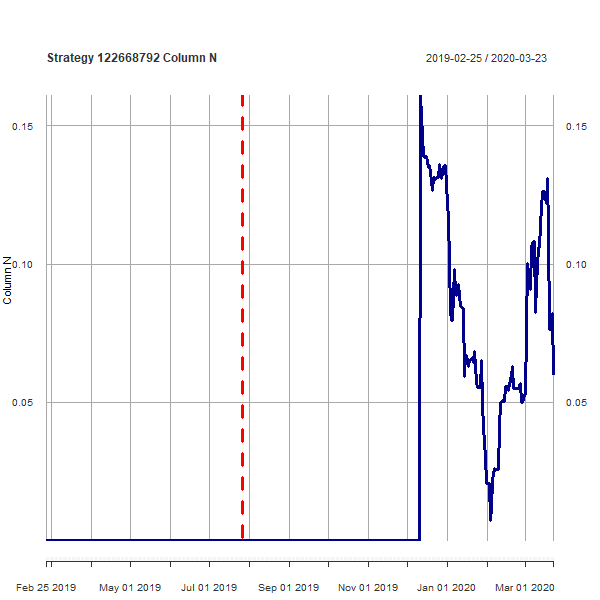 Strategy 122668792 Column N
2019-02-25 / 2020-03-23
0.15
0.15
0.10
0.10
Column N
0.05
0.05
Feb 25 2019
May 01 2019
Jul 01 2019
Sep 01 2019
Nov 01 2019
Jan 01 2020
Mar 01 2020